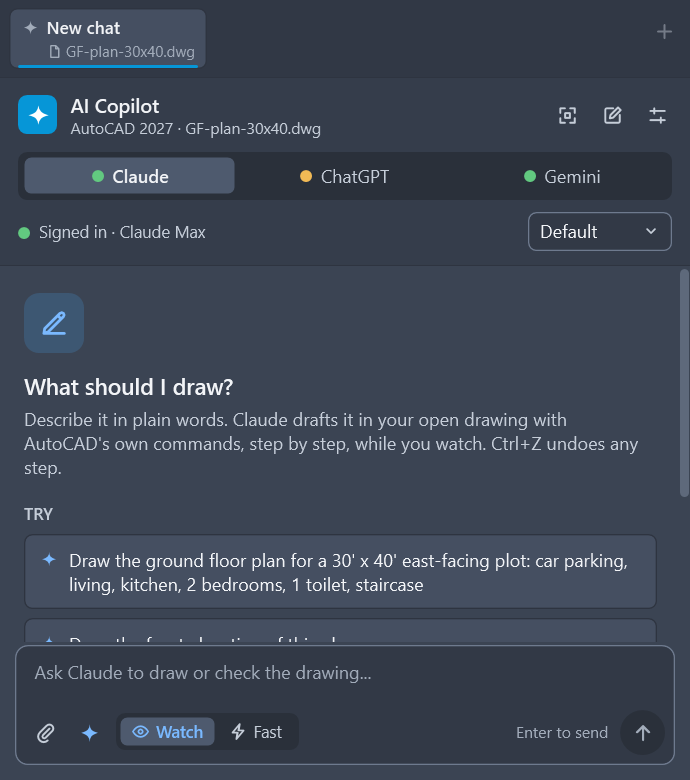 New chat
GF-plan-30x40.dwg
AI Copilot
AutoCAD 2027 · GF-plan-30x40.dwg
Claude
ChatGPT
Gemini
Signed in · Claude Max
Default
What should I draw?
Describe it in plain words. Claude drafts it in your open drawing with
AutoCAD's own commands, step by step, while you watch. Ctrl+Z undoes any
step.
TRY
Draw the ground floor plan for a 30' x 40' east-facing plot: car parking,
living, kitchen, 2 bedrooms, 1 toilet, staircase
Ask Claude to draw or check the drawing...
Watch
Fast
Enter to send